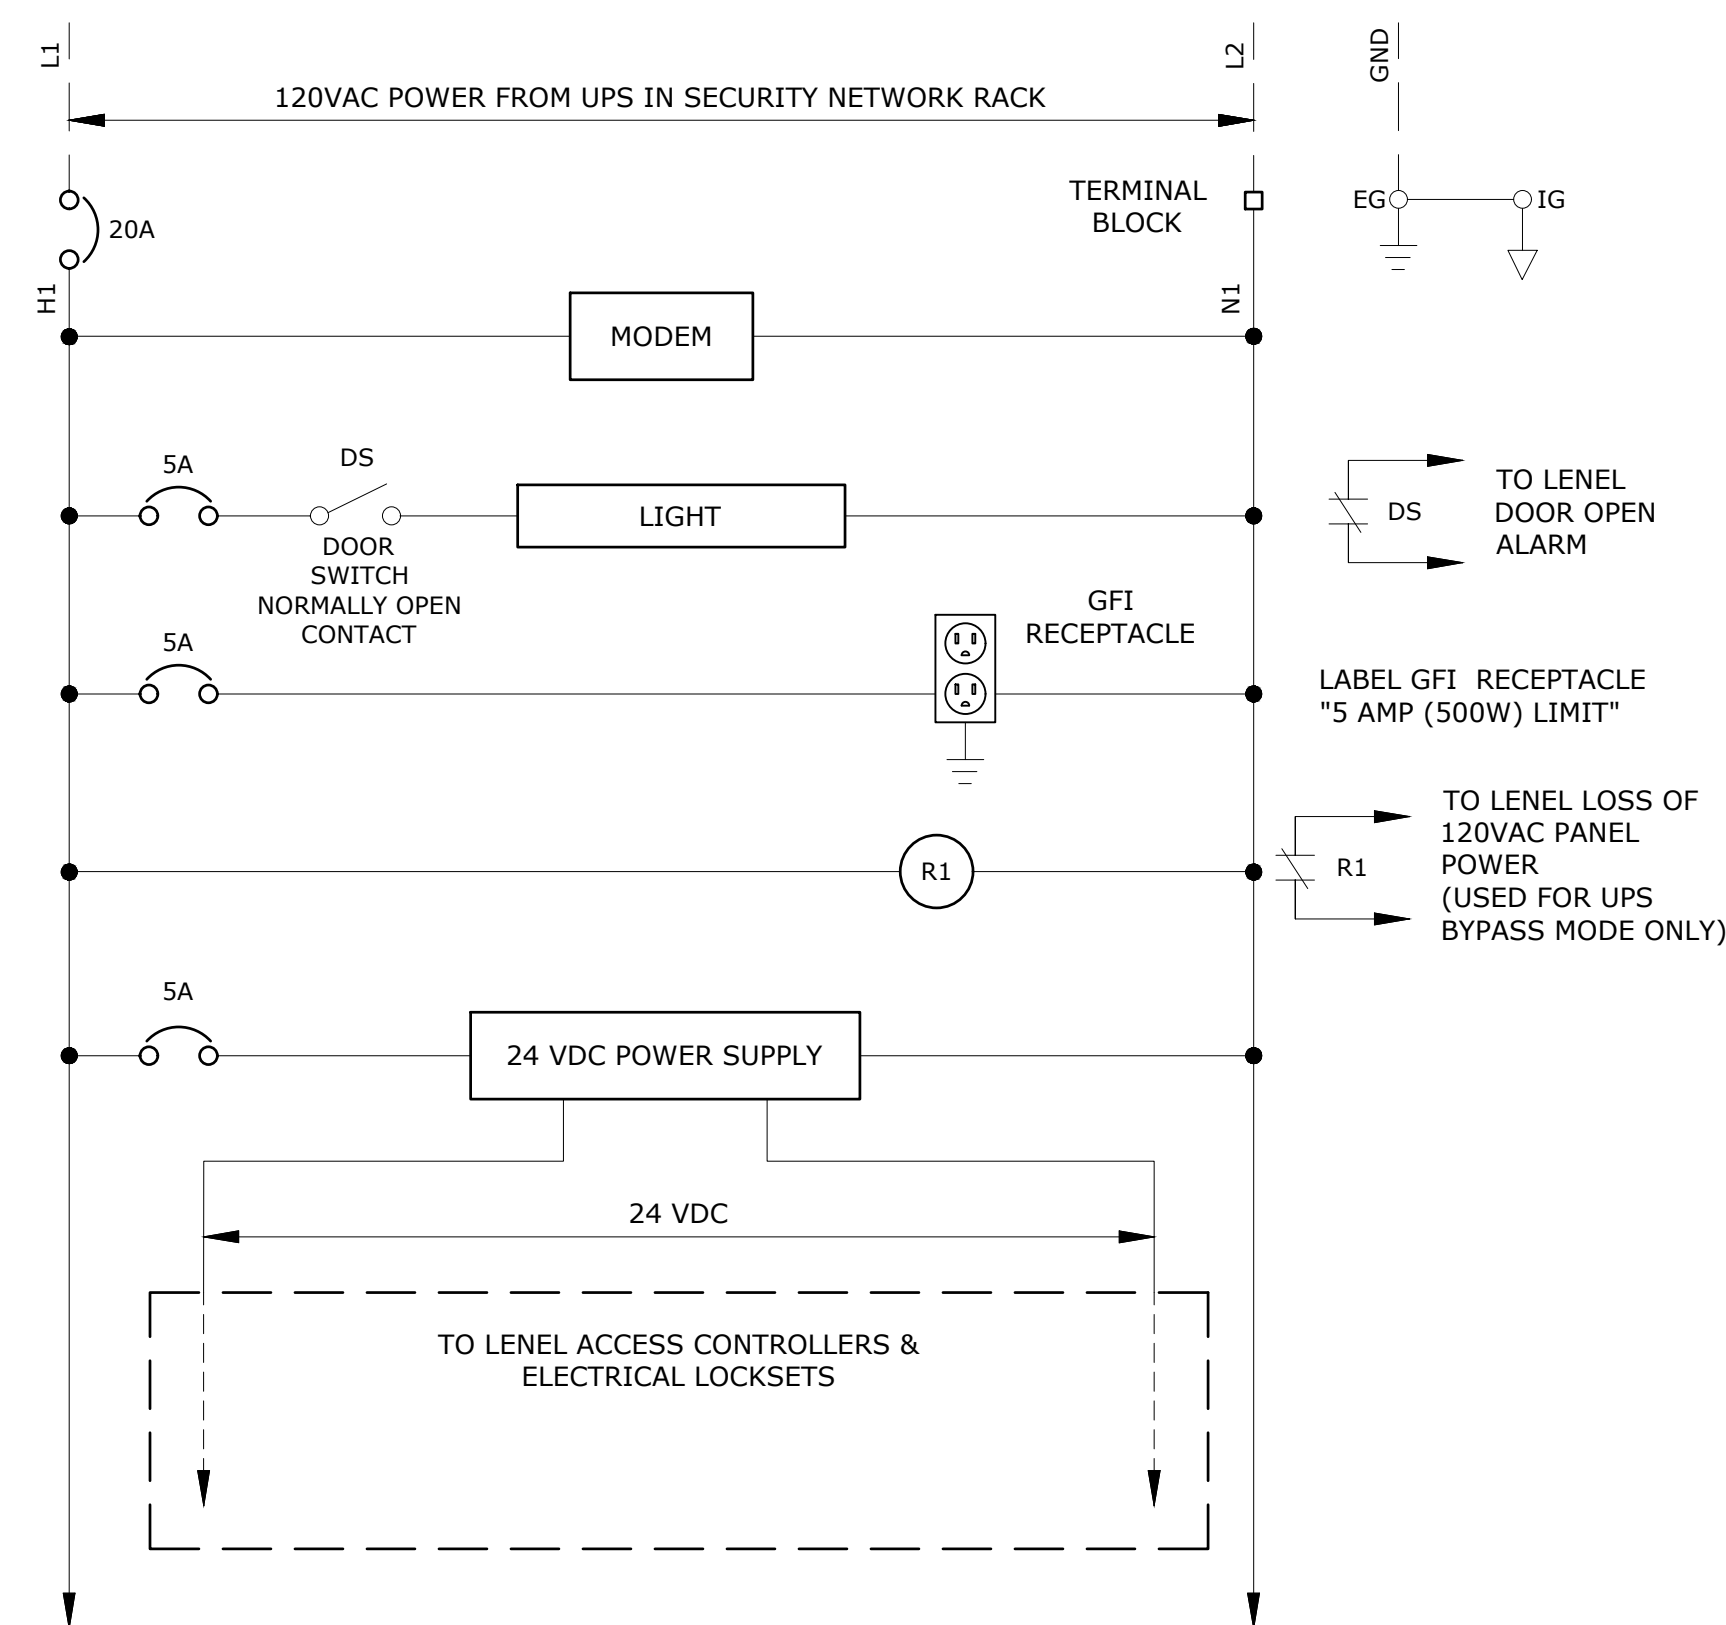 L1
L2
GND
120VAC POWER FROM UPS IN SECURITY NETWORK RACK
20A
TERMINAL
BLOCK
EG
IG
H1
N1
MODEM
5A
DS
LIGHT
DOOR
SWITCH
NORMALLY OPEN
CONTACT
DS
TO LENEL
DOOR OPEN
ALARM
5A
GFI
RECEPTACLE
LABEL GFI RECEPTACLE
"5 AMP (500W) LIMIT"
R1
R1
TO LENEL LOSS OF
120VAC PANEL
POWER
(USED FOR UPS
BYPASS MODE ONLY)
5A
24 VDC POWER SUPPLY
24 VDC
TO LENEL ACCESS CONTROLLERS &
ELECTRICAL LOCKSETS